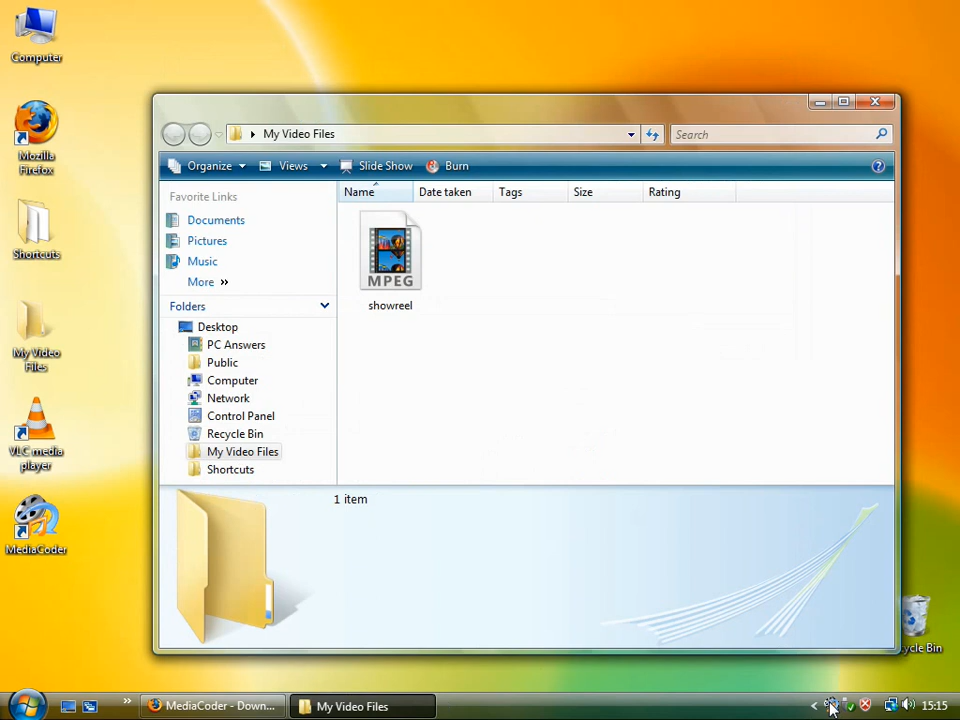 Computer
Mozilla
Firefox
Shortcuts
My Video
Files
VLC media
player
MediaCoder
My Video Files
Search
Organize
Views
Slide Show
Burn
Favorite Links
Documents
Pictures
Music
More
Folders
Desktop
PC Answers
Public
Computer
Network
Control Panel
Recycle Bin
My Video Files
Shortcuts
Name
Date taken
Tags
Size
Rating
MPEG
showreel
1 item
cycle Bin
MediaCoder - Down...
My Video Files
15:15